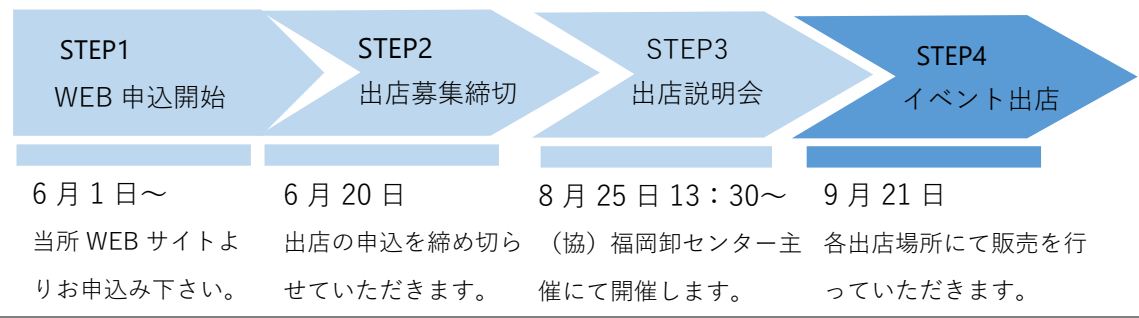 STEP1
WEB 申込開始
STEP2
出店募集締切
STEP3
出店説明会
STEP4
イベント出店
6 月 1 日～
当所 WEB サイトよ
りお申込み下さい。
6 月 20 日
出店の申込を締め切ら
せていただきます。
8 月 25 日 13：30～
（協）福岡卸センター主
催にて開催します。
9 月 21 日
各出店場所にて販売を行
っていただきます。